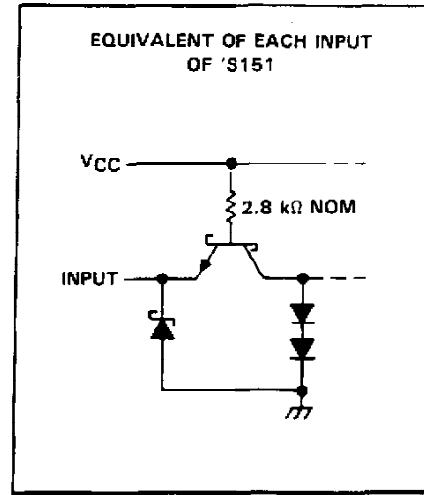 EQUIVALENT OF EACH INPUT
OF 'S151
VCC
2.8 kΩ NOM
INPUT